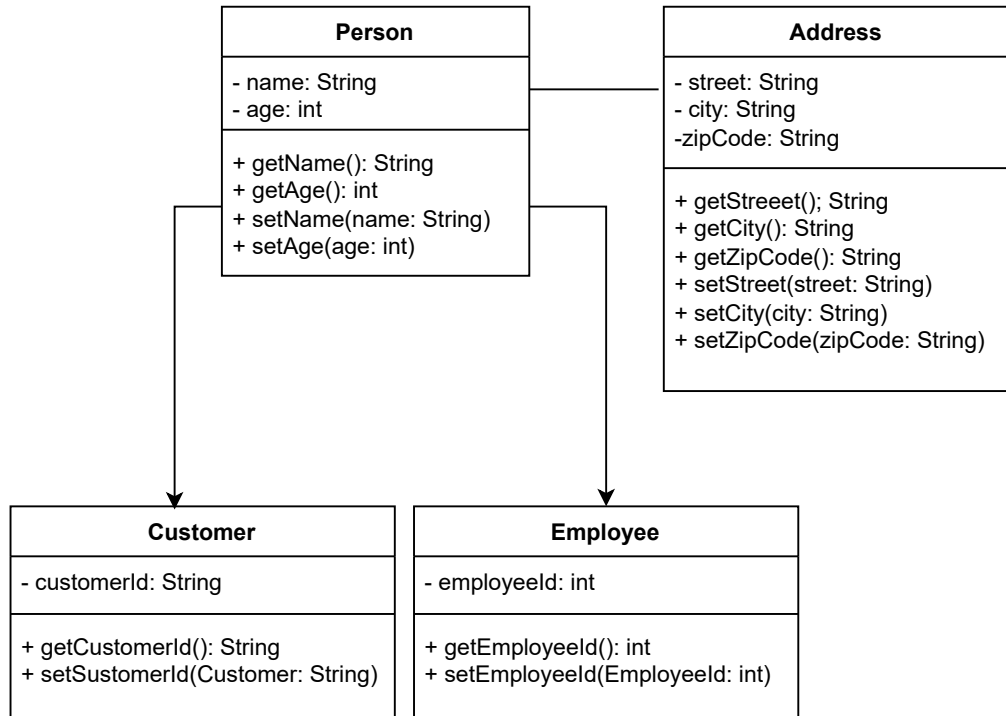 Person
- name: String
- age: int
+ getName(): String
+ getAge(): int
+ setName(name: String)
+ setAge(age: int)
Address
- street: String
- city: String
-zipCode: String
+ getStreeet(); String
+ getCity(): String
+ getZipCode(): String
+ setStreet(street: String)
+ setCity(city: String)
+ setZipCode(zipCode: String)
Customer
- customerId: String
+ getCustomerId(): String
+ setSustomerId(Customer: String)
Employee
- employeeId: int
+ getEmployeeId(): int
+ setEmployeeId(EmployeeId: int)